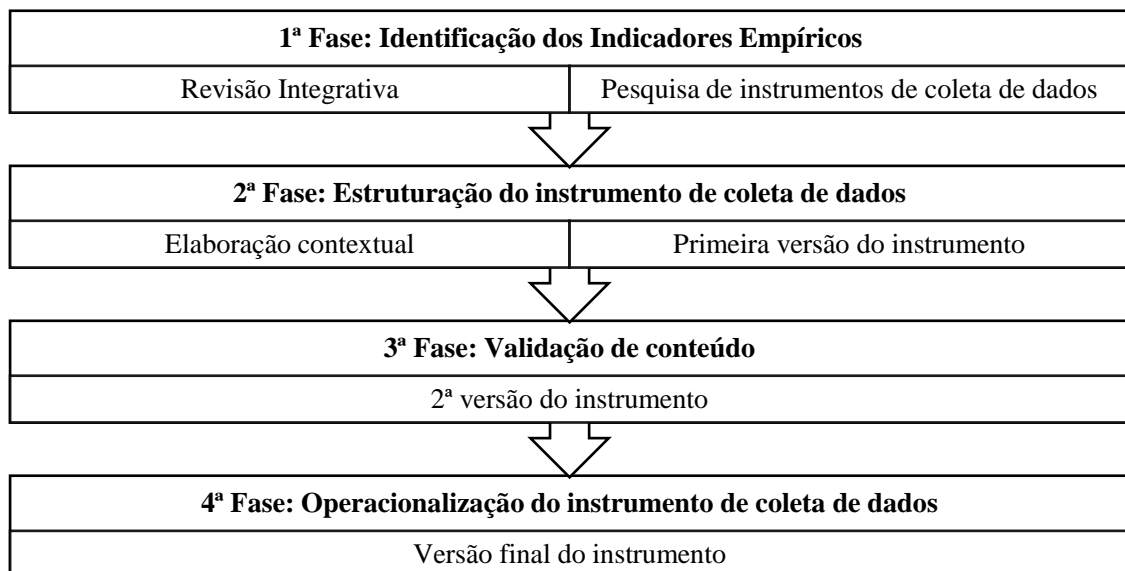 1ª Fase: Identificação dos Indicadores Empíricos
Revisão Integrativa
Pesquisa de instrumentos de coleta de dados
2ª Fase: Estruturação do instrumento de coleta de dados
Elaboração contextual
Primeira versão do instrumento
3ª Fase: Validação de conteúdo
2ª versão do instrumento
4ª Fase: Operacionalização do instrumento de coleta de dados
Versão final do instrumento